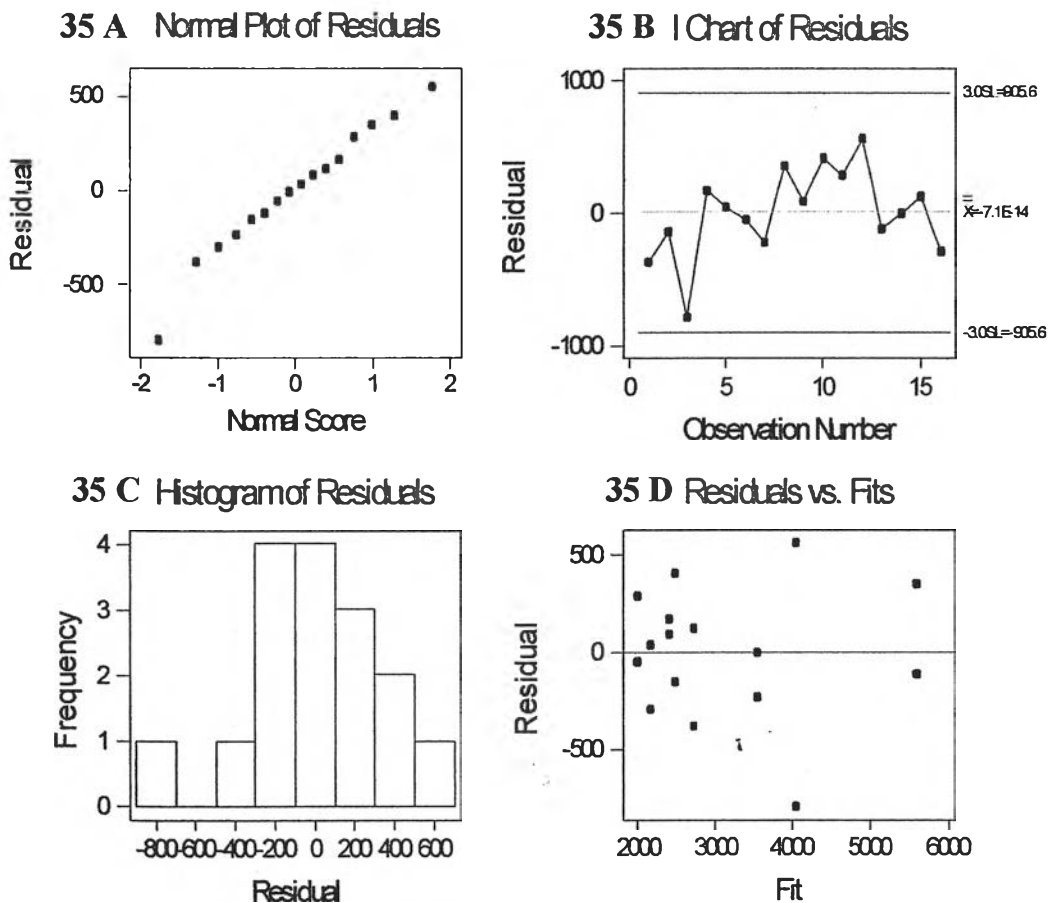 35 A Normal Plot of Residuals
500
0
-500
Residual
-2 -1 0 1 2
Normal Score
35 B I Chart of Residuals
1000
0
-1000
Residual
3.0SL=905.6
X=-7.1E-14
-3.0SL=-905.6
0 5 10 15
Observation Number
35 C Histogram of Residuals
4
3
2
1
0
Frequency
-800-600-400-200 0 200 400 600
Residual
35 D Residuals vs. Fits
500
0
-500
Residual
2000 3000 4000 5000 6000
Fit